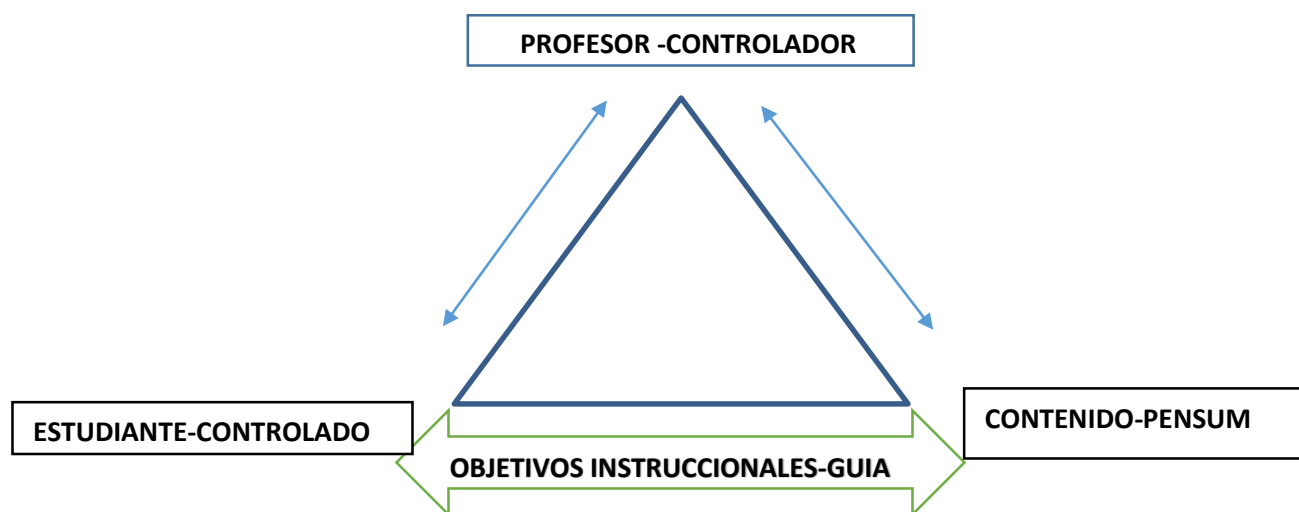 PROFESOR -CONTROLADOR
ESTUDIANTE-CONTROLADO
CONTENIDO-PENSUM
OBJETIVOS INSTRUCCIONALES-GUIA